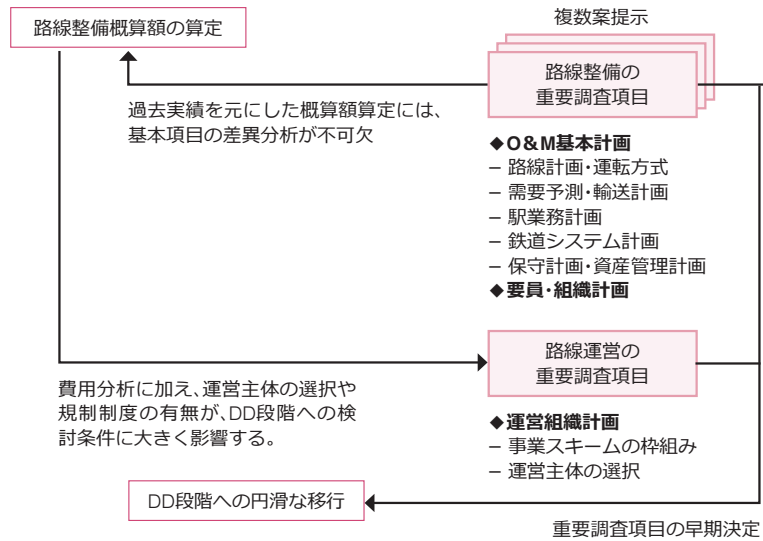 路線整備概算額の算定
複数案提示
路線整備の
重要調査項目
過去実績を元にした概算額算定には、
基本項目の差異分析が不可欠
◆O&M基本計画
− 路線計画・運転方式
− 需要予測・輸送計画
− 駅業務計画
− 鉄道システム計画
− 保守計画・資産管理計画
◆要員・組織計画
路線運営の
重要調査項目
費用分析に加え、運営主体の選択や
規制制度の有無が、DD段階への検
討条件に大きく影響する。
◆運営組織計画
− 事業スキームの枠組み
− 運営主体の選択
DD段階への円滑な移行
重要調査項目の早期決定